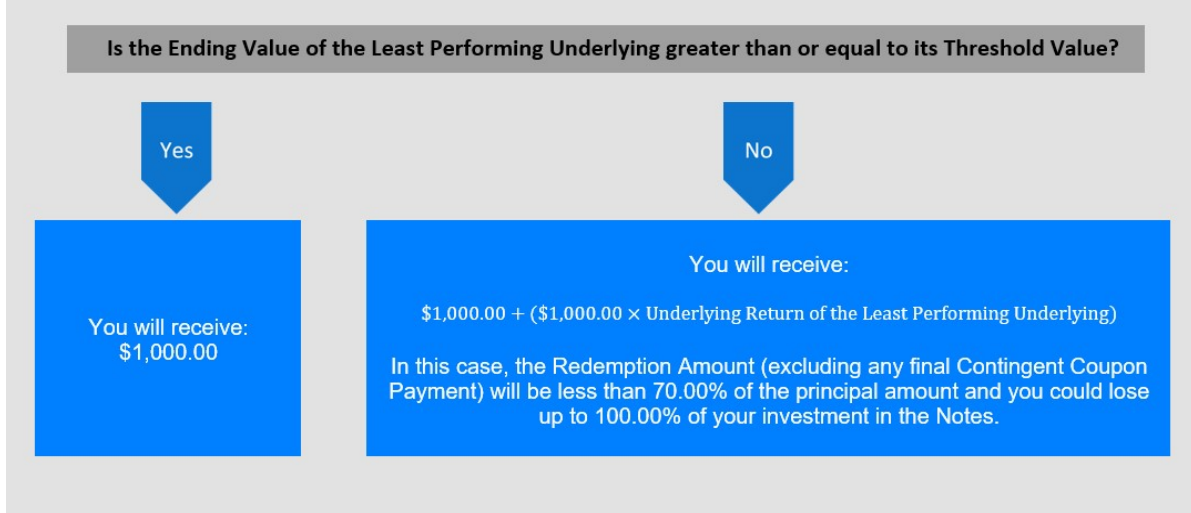 Is the Ending Value of the Least Performing Underlying greater than or equal to its Threshold Value?
Yes
No
You will receive:
$1,000.00
You will receive:
$1,000.00 + ($1,000.00 × Underlying Return of the Least Performing Underlying)
In this case, the Redemption Amount (excluding any final Contingent Coupon
Payment) will be less than 70.00% of the principal amount and you could lose
up to 100.00% of your investment in the Notes.